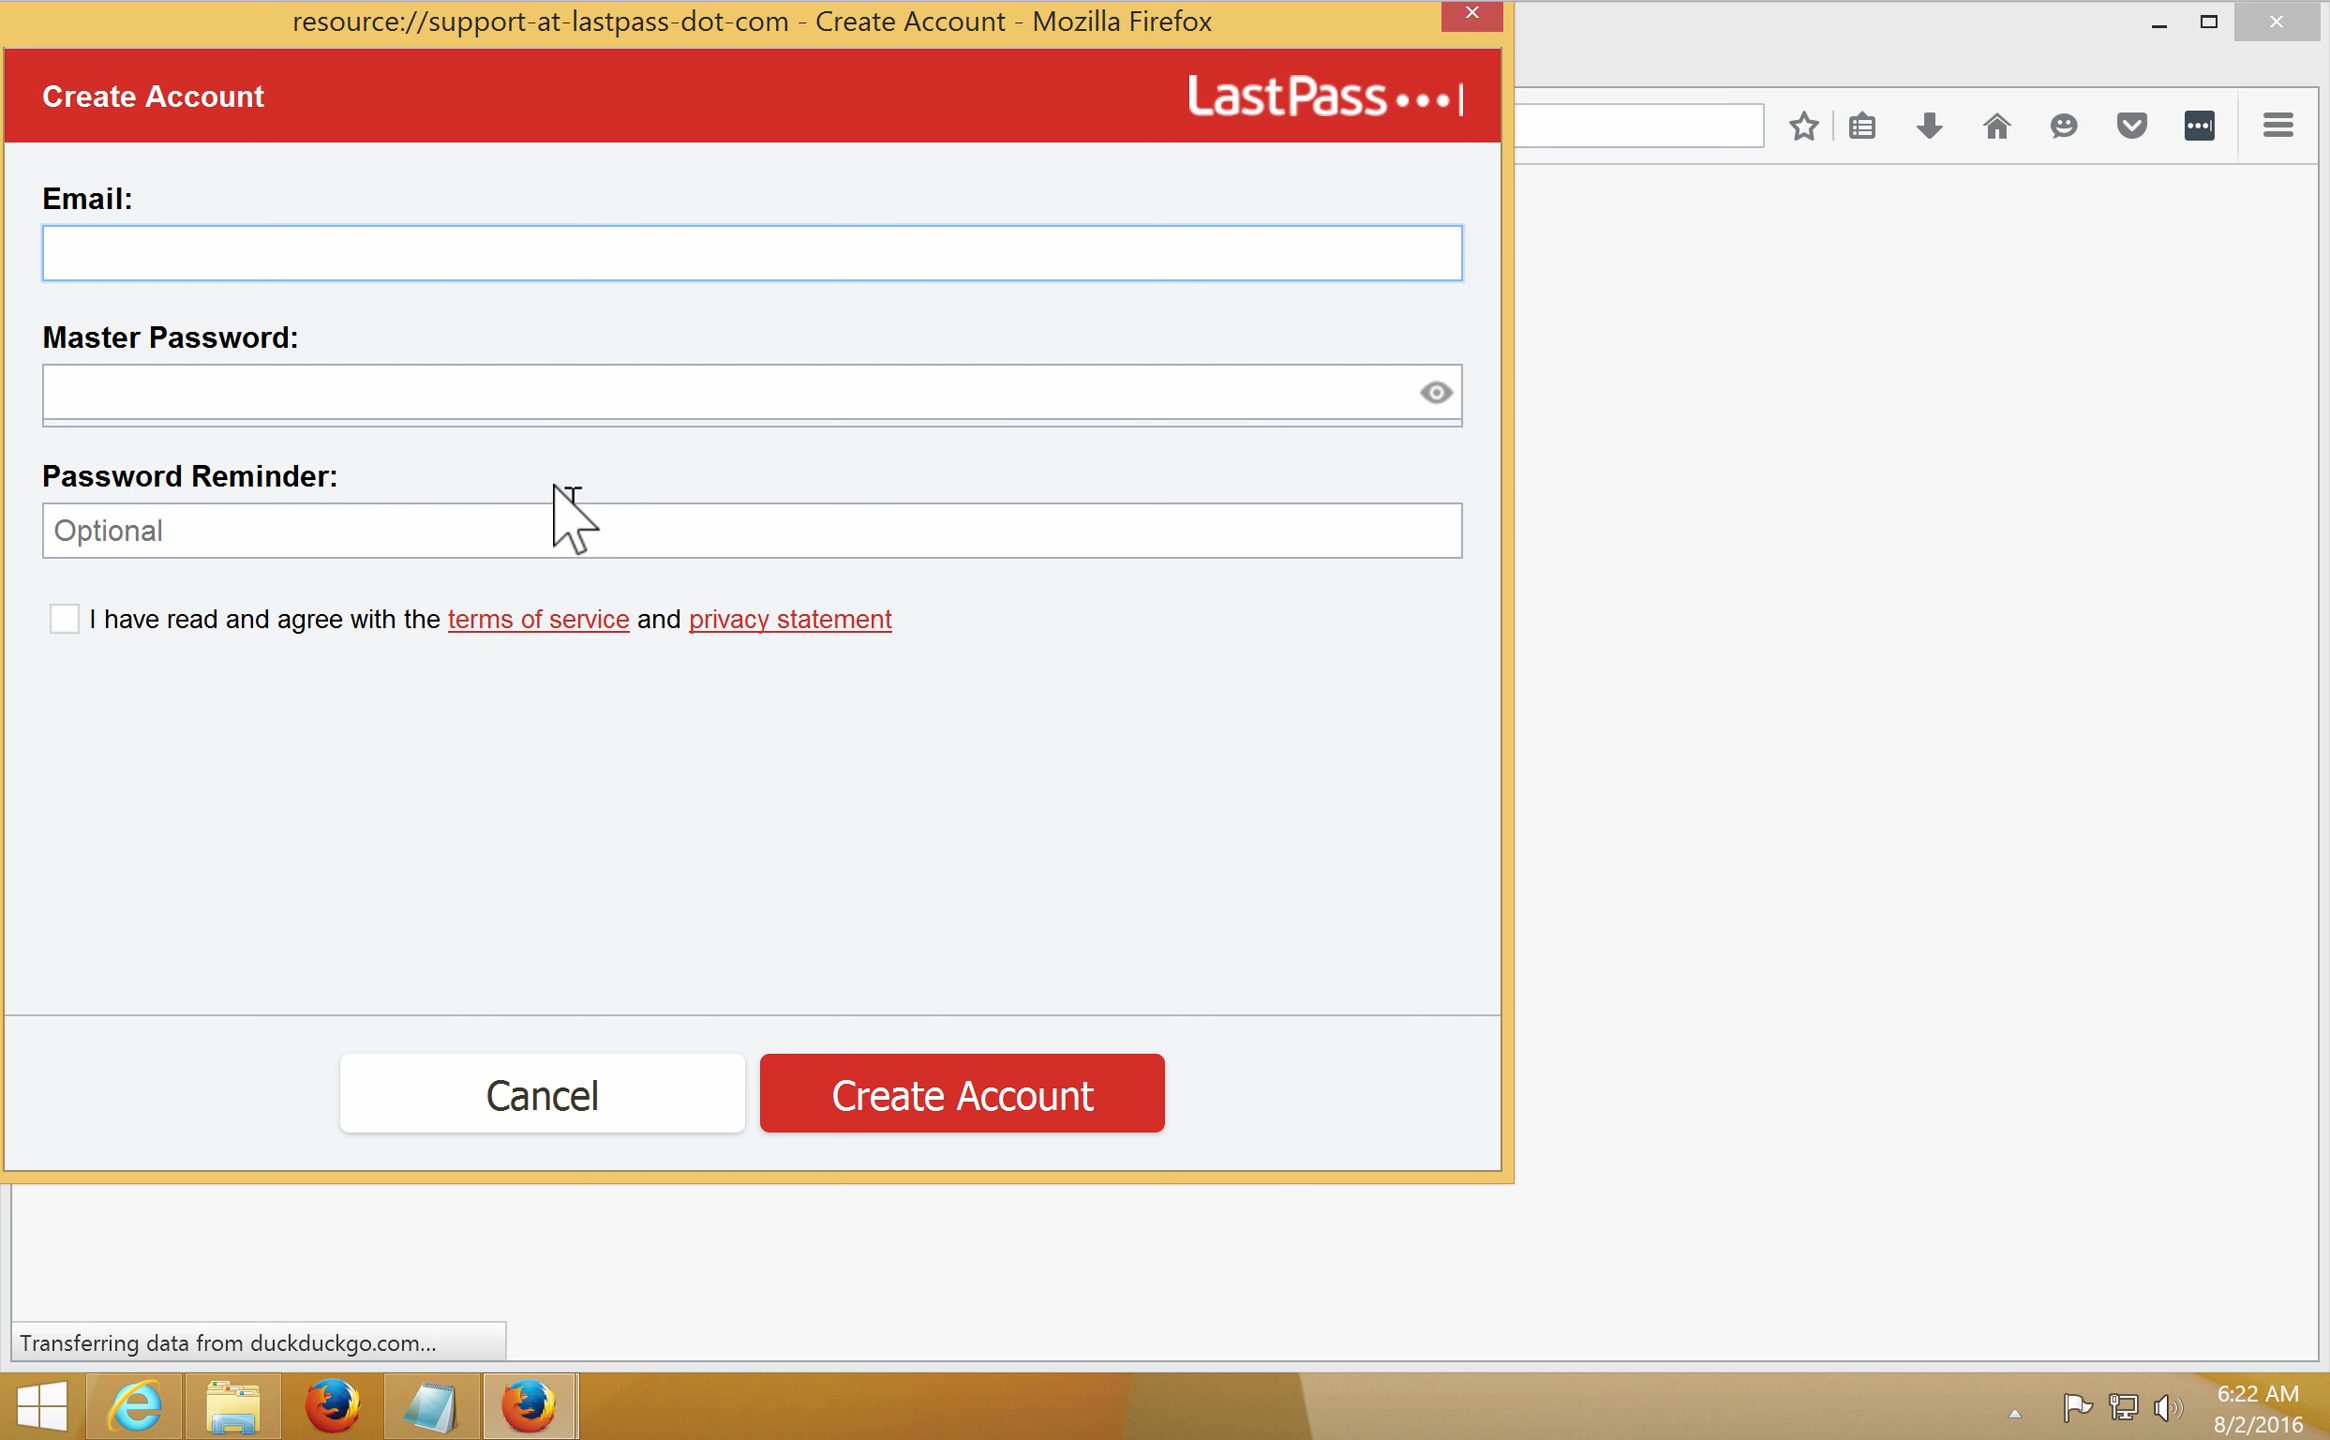 resource://support-at-lastpass-dot-com - Create Account - Mozilla Firefox
Create Account
LastPass
Email:
Master Password:
Password Reminder:
Optional
I have read and agree with the terms of service and privacy statement
Cancel
Create Account
Transferring data from duckduckgo.com...
6:22 AM
8/2/2016